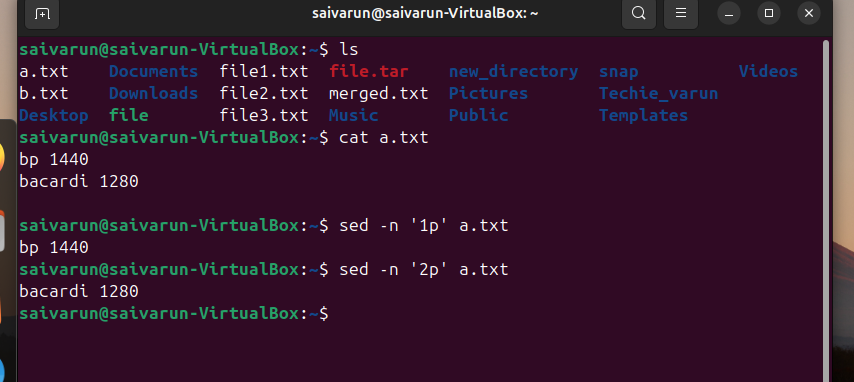 saivarun@saivarun-VirtualBox: ~
saivarun@saivarun-VirtualBox:~$ ls
a.txt Documents file1.txt file.tar new_directory snap Videos
b.txt Downloads file2.txt merged.txt Pictures Techie_varun
Desktop file file3.txt Music Public Templates
saivarun@saivarun-VirtualBox:~$ cat a.txt
bp 1440
bacardi 1280
saivarun@saivarun-VirtualBox:~$ sed -n '1p' a.txt
bp 1440
saivarun@saivarun-VirtualBox:~$ sed -n '2p' a.txt
bacardi 1280
saivarun@saivarun-VirtualBox:~$